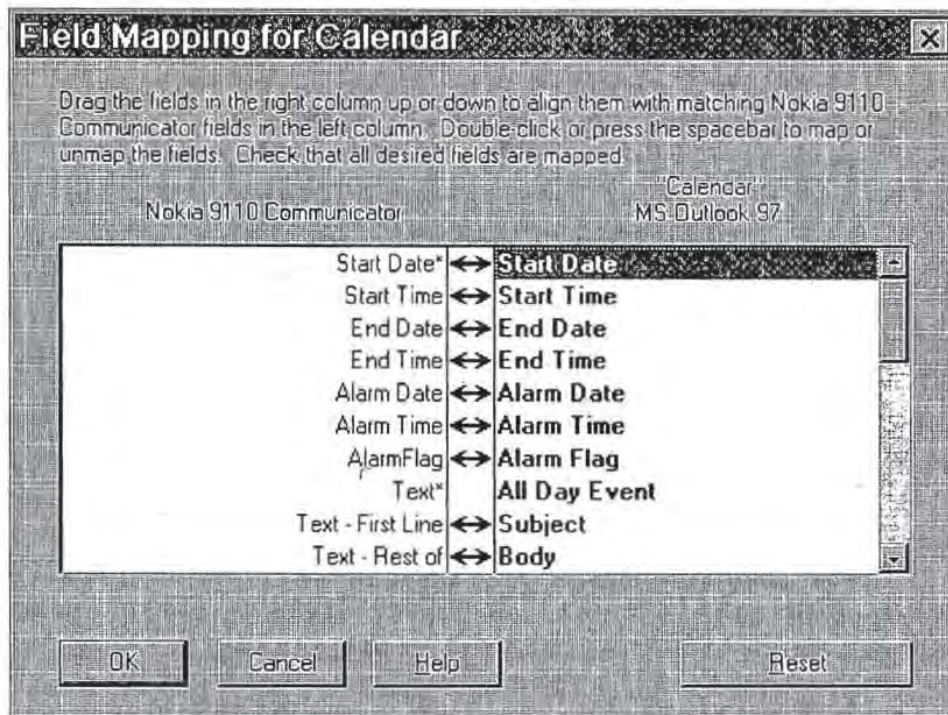 Field Mapping for Calendar
Drag the fields in the right column up or down to align them with matching Nokia 9110
Communicator fields in the left column. Double-click or press the spacebar to map or
unmap the fields. Check that all desired fields are mapped.
Nokia 9110 Communicator
"Calendar"
MS Outlook 97
Start Date* Start Date
Start Time Start Time
End Date End Date
End Time End Time
Alarm Date Alarm Date
Alarm Time Alarm Time
AlarmFlag Alarm Flag
Text* All Day Event
Text - First Line Subject
Text - Rest of Body
OK Cancel Help Reset